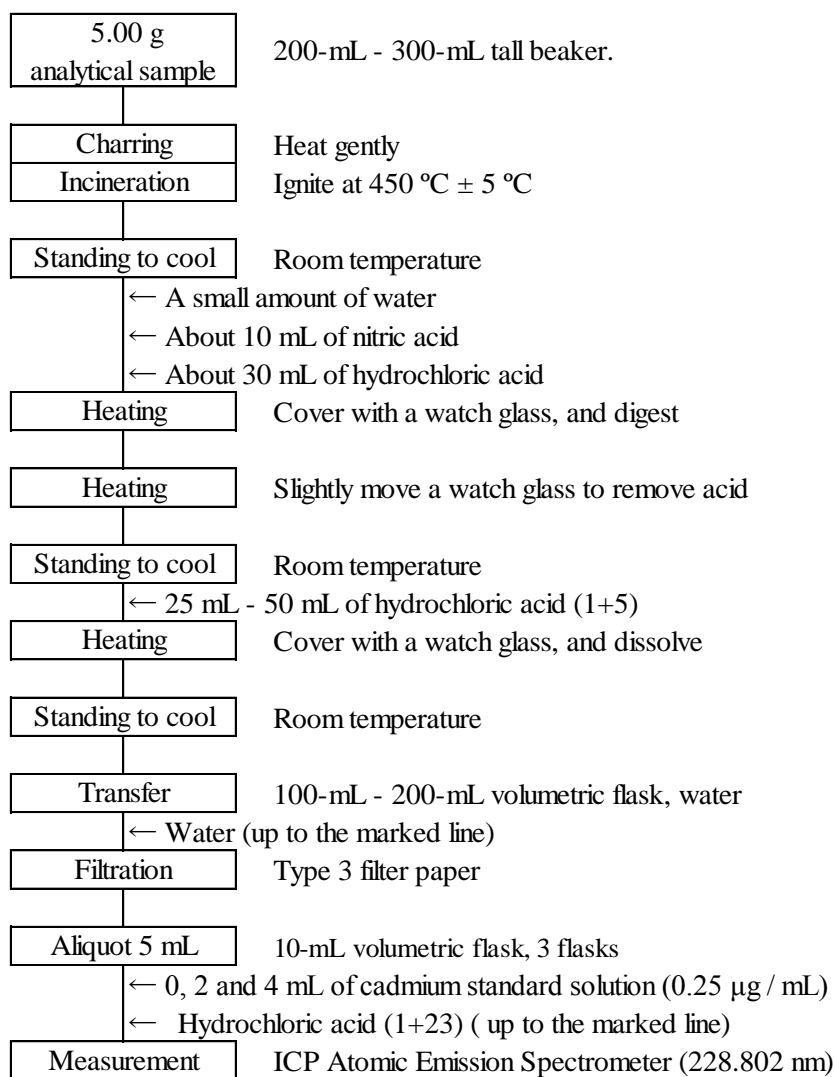 5.00 g
analytical sample
200-mL - 300-mL tall beaker.
Charring
Heat gently
Incineration
Ignite at 450 ºC ± 5 ºC
Standing to cool
Room temperature
← A small amount of water
← About 10 mL of nitric acid
← About 30 mL of hydrochloric acid
Heating
Cover with a watch glass, and digest
Heating
Slightly move a watch glass to remove acid
Standing to cool
Room temperature
← 25 mL - 50 mL of hydrochloric acid (1+5)
Heating
Cover with a watch glass, and dissolve
Standing to cool
Room temperature
Transfer
100-mL - 200-mL volumetric flask, water
← Water (up to the marked line)
Filtration
Type 3 filter paper
Aliquot 5 mL
10-mL volumetric flask, 3 flasks
← 0, 2 and 4 mL of cadmium standard solution (0.25 µg / mL)
← Hydrochloric acid (1+23) ( up to the marked line)
Measurement
ICP Atomic Emission Spectrometer (228.802 nm)